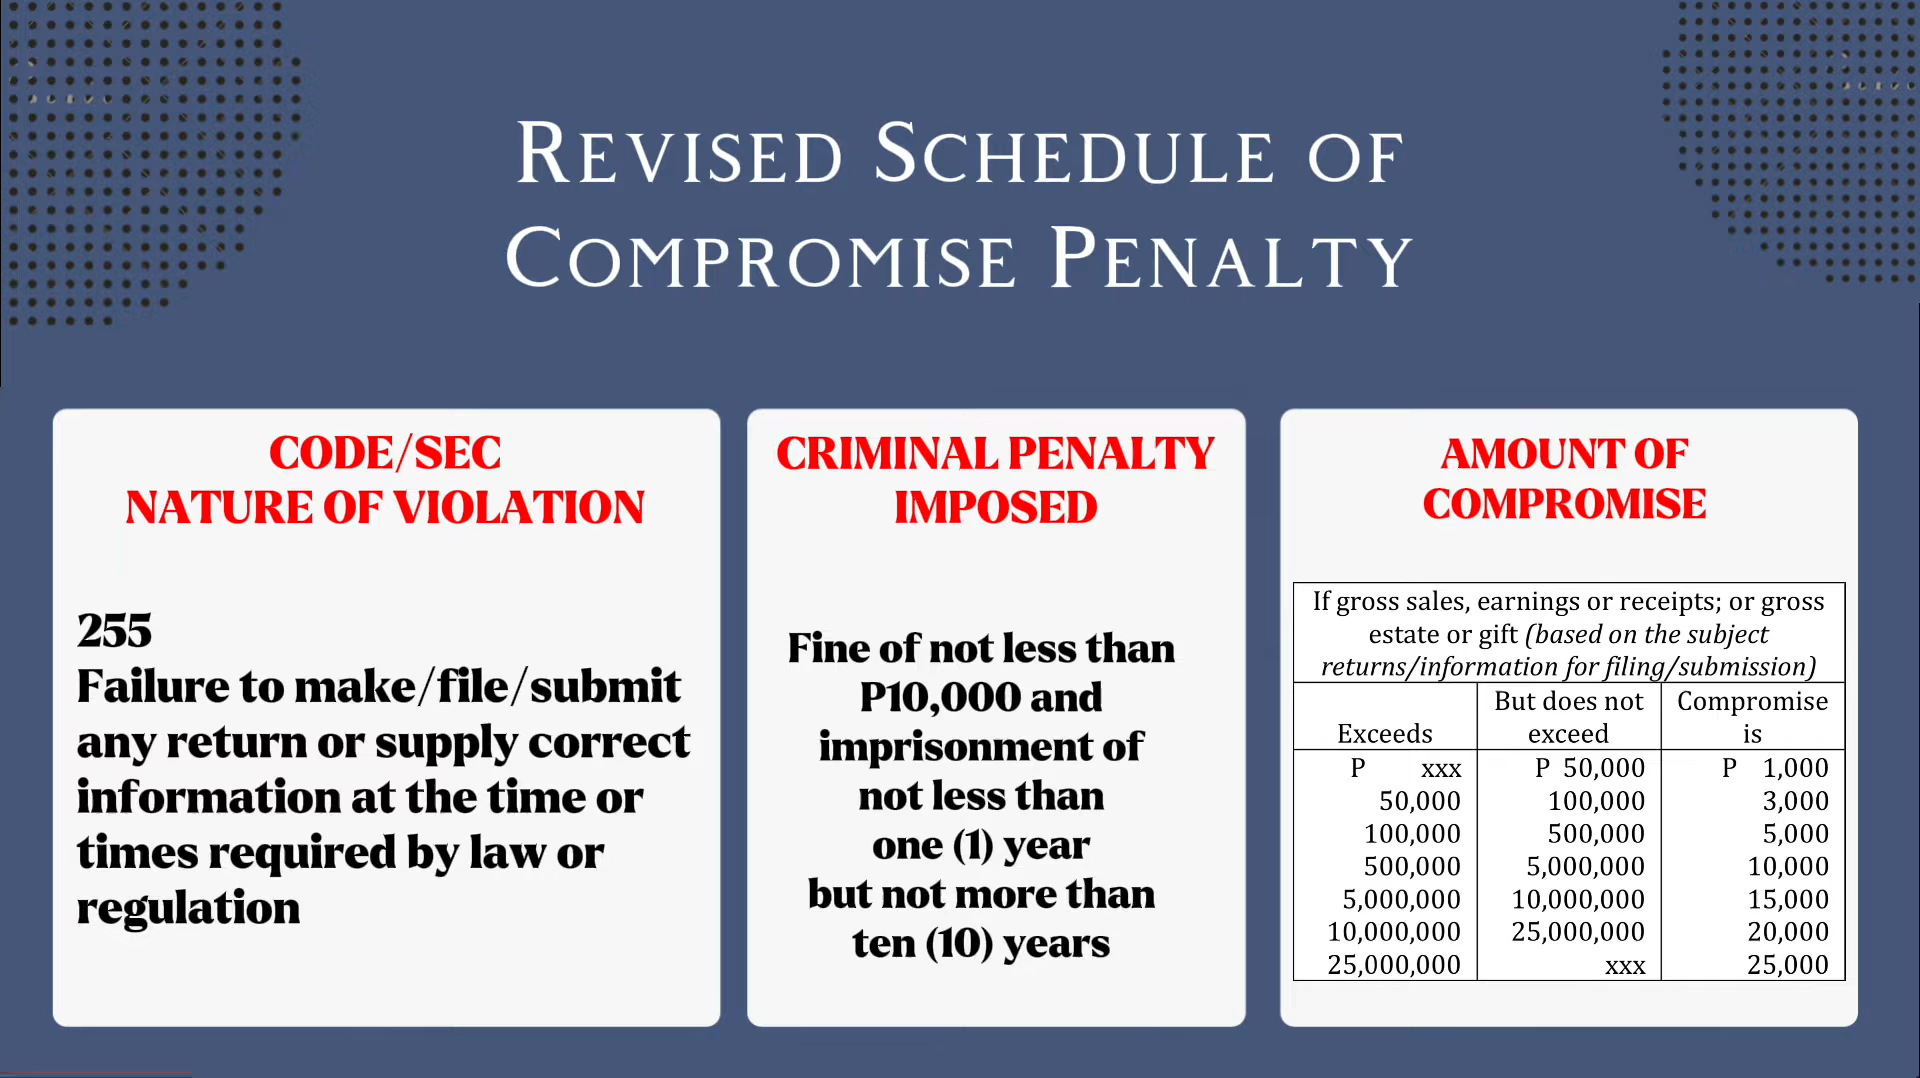 REVISED SCHEDULE OF
COMPROMISE PENALTY
CODE/SEC
NATURE OF VIOLATION
255
Failure to make/file/submit
any return or supply correct
information at the time or
times required by law or
regulation
CRIMINAL PENALTY
IMPOSED
Fine of not less than
P10,000 and
imprisonment of
not less than
one (1) year
but not more than
ten (10) years
AMOUNT OF
COMPROMISE
If gross sales, earnings or receipts; or gross
estate or gift (based on the subject
returns/information for filing/submission)
Exceeds But does not exceed Compromise is
P xxx P 50,000 P 1,000
50,000 100,000 3,000
100,000 500,000 5,000
500,000 5,000,000 10,000
5,000,000 10,000,000 15,000
10,000,000 25,000,000 20,000
25,000,000 xxx 25,000